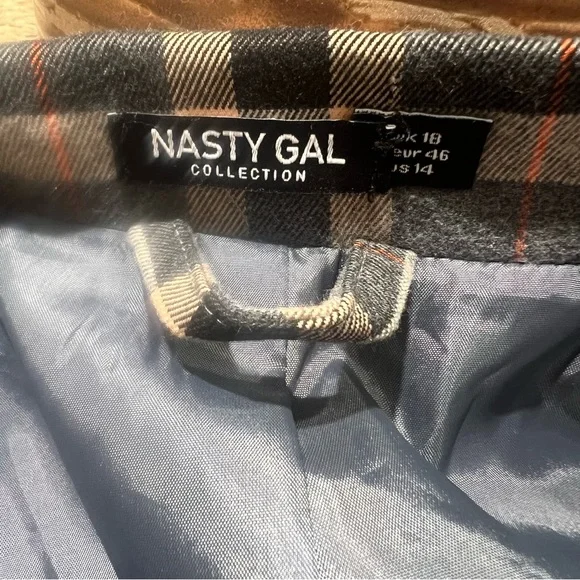 NASTY GAL
COLLECTION
UK 18
eur 46
US 14